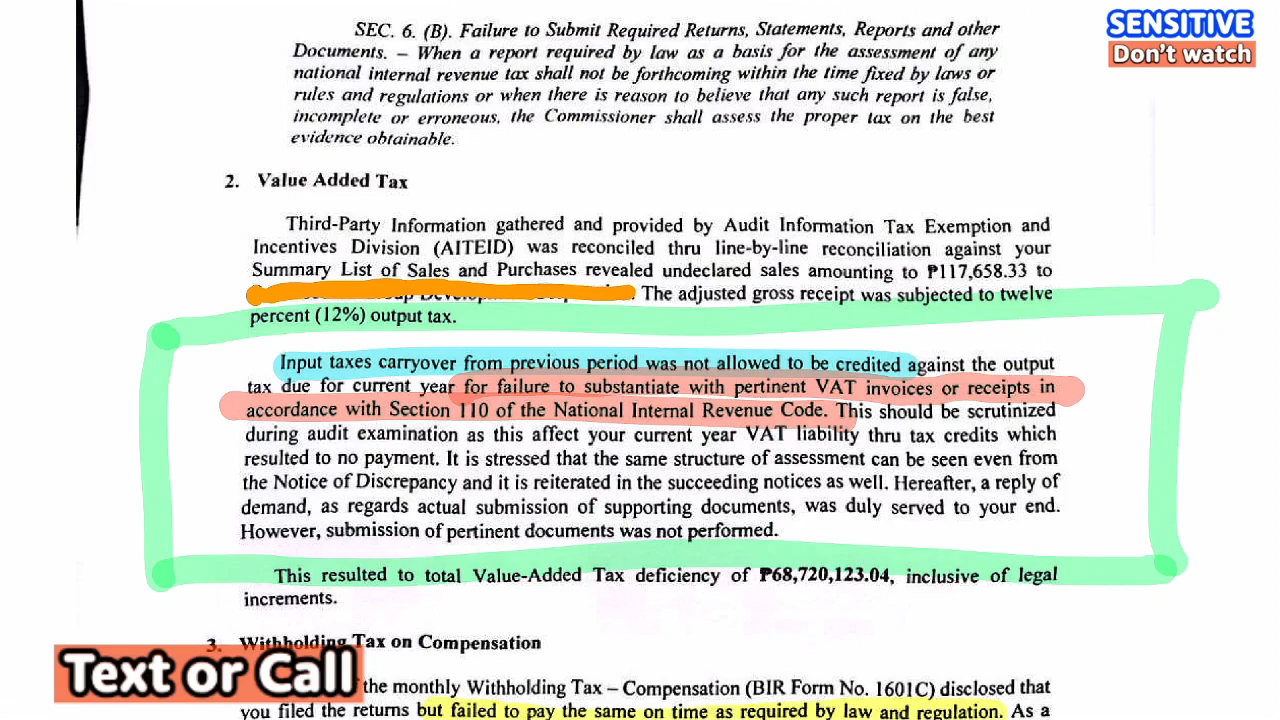 SENSITIVE
Don't watch
SEC. 6. (B). Failure to Submit Required Returns, Statements, Reports and other
Documents. – When a report required by law as a basis for the assessment of any
national internal revenue tax shall not be forthcoming within the time fixed by laws or
rules and regulations or when there is reason to believe that any such report is false,
incomplete or erroneous, the Commissioner shall assess the proper tax on the best
evidence obtainable.
2. Value Added Tax
Third-Party Information gathered and provided by Audit Information Tax Exemption and
Incentives Division (AITEID) was reconciled thru line-by-line reconciliation against your
Summary List of Sales and Purchases revealed undeclared sales amounting to ₱117,658.33 to
The adjusted gross receipt was subjected to twelve
percent (12%) output tax.
Input taxes carryover from previous period was not allowed to be credited against the output
tax due for current year for failure to substantiate with pertinent VAT invoices or receipts in
accordance with Section 110 of the National Internal Revenue Code. This should be scrutinized
during audit examination as this affect your current year VAT liability thru tax credits which
resulted to no payment. It is stressed that the same structure of assessment can be seen even from
the Notice of Discrepancy and it is reiterated in the succeeding notices as well. Hereafter, a reply of
demand, as regards actual submission of supporting documents, was duly served to your end.
However, submission of pertinent documents was not performed.
This resulted to total Value-Added Tax deficiency of ₱68,720,123.04, inclusive of legal
increments.
3. Withholding Tax on Compensation
Text or Call
the monthly Withholding Tax – Compensation (BIR Form No. 1601C) disclosed that
you filed the returns but failed to pay the same on time as required by law and regulation. As a